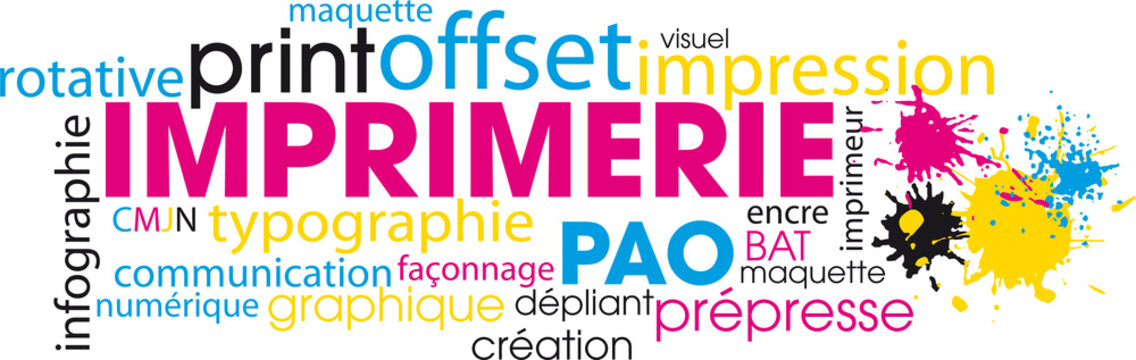 maquette
print offset visuel
rotative impression
IMPRIMERIE
infographie
imprimeur
CMJN typographie encre
PAO BAT
communication façonnage maquette
numérique graphique dépliant prépresse
création